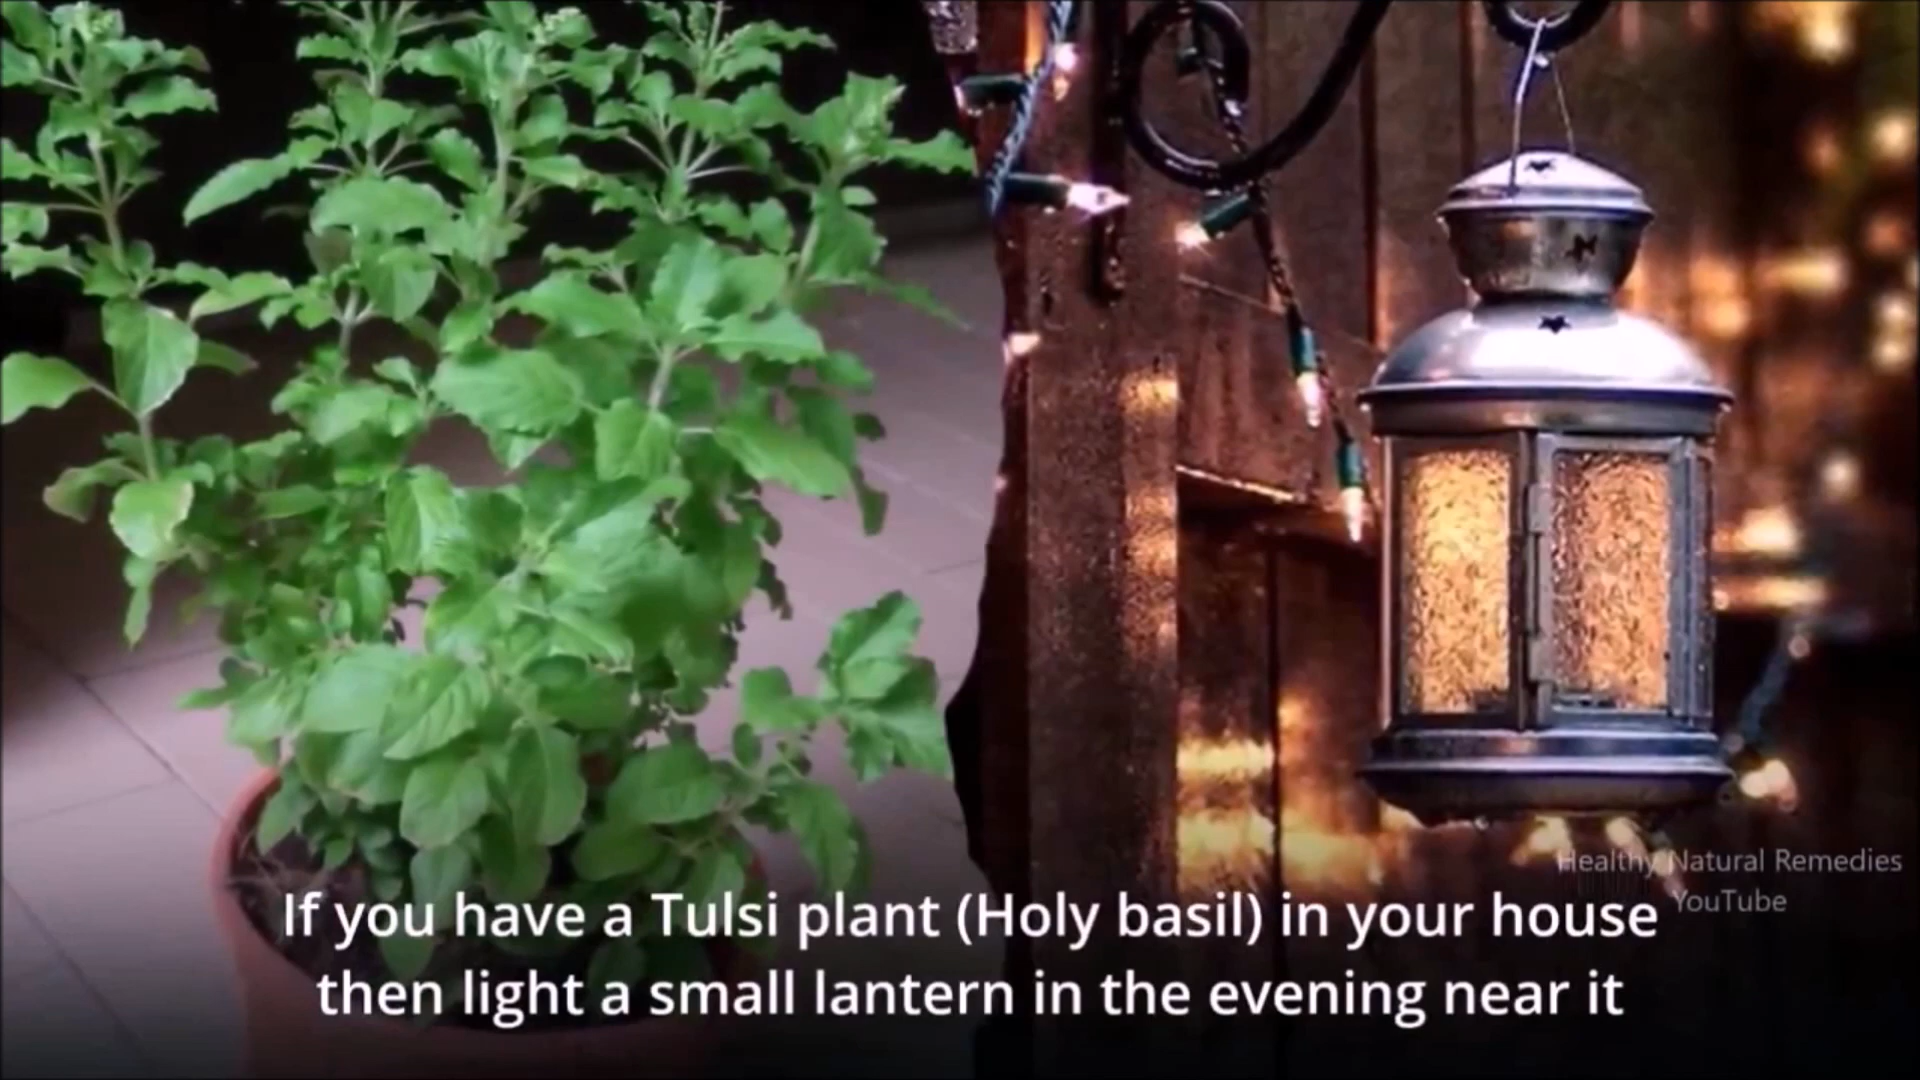 Healthy Natural Remedies
YouTube
If you have a Tulsi plant (Holy basil) in your house
then light a small lantern in the evening near it